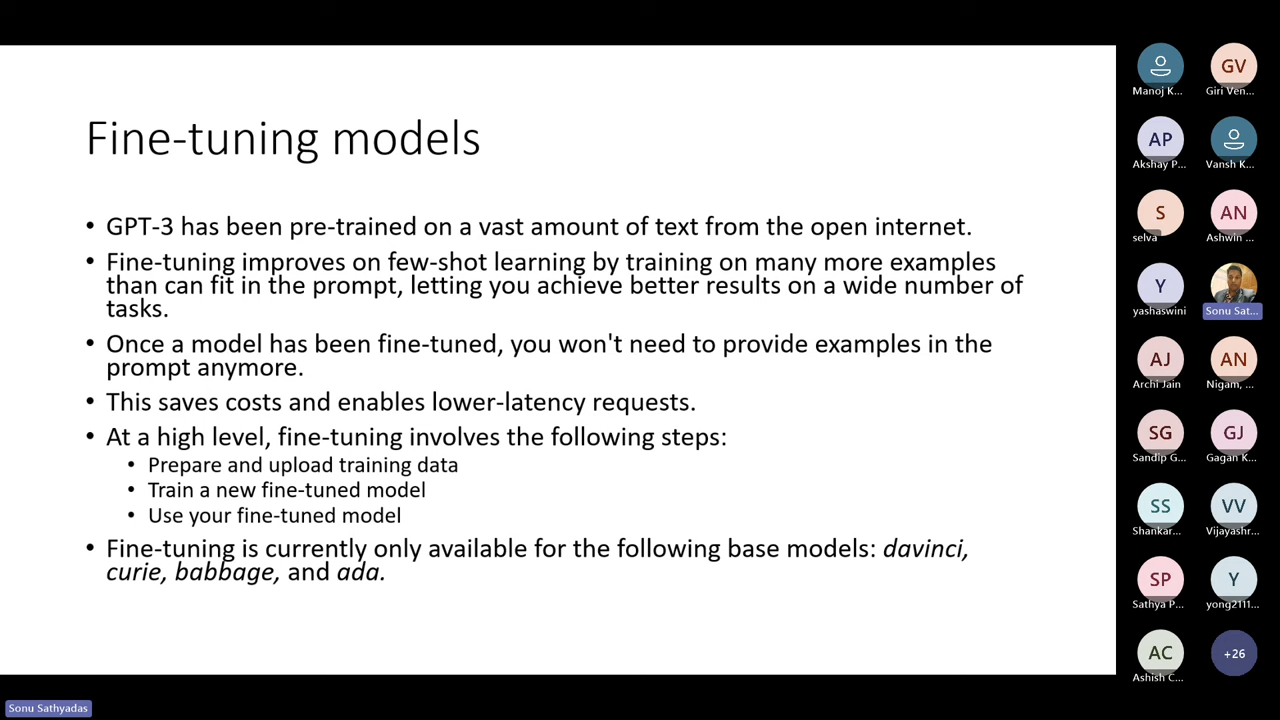 Fine-tuning models
• GPT-3 has been pre-trained on a vast amount of text from the open internet.
• Fine-tuning improves on few-shot learning by training on many more examples
than can fit in the prompt, letting you achieve better results on a wide number of
tasks.
• Once a model has been fine-tuned, you won't need to provide examples in the
prompt anymore.
• This saves costs and enables lower-latency requests.
• At a high level, fine-tuning involves the following steps:
• Prepare and upload training data
• Train a new fine-tuned model
• Use your fine-tuned model
• Fine-tuning is currently only available for the following base models: davinci,
curie, babbage, and ada.
Manoj K...
GV
Giri Ven...
AP
Akshay P...
Vansh K...
S
selva
AN
Ashwin ...
Y
yashaswini
Sonu Sat...
AJ
Archi Jain
AN
Nigam, ...
SG
Sandip G...
GJ
Gagan K...
SS
Shankar...
VV
Vijayashr...
SP
Sathya P...
Y
yong2111...
AC
Ashish C...
+26
Sonu Sathyadas